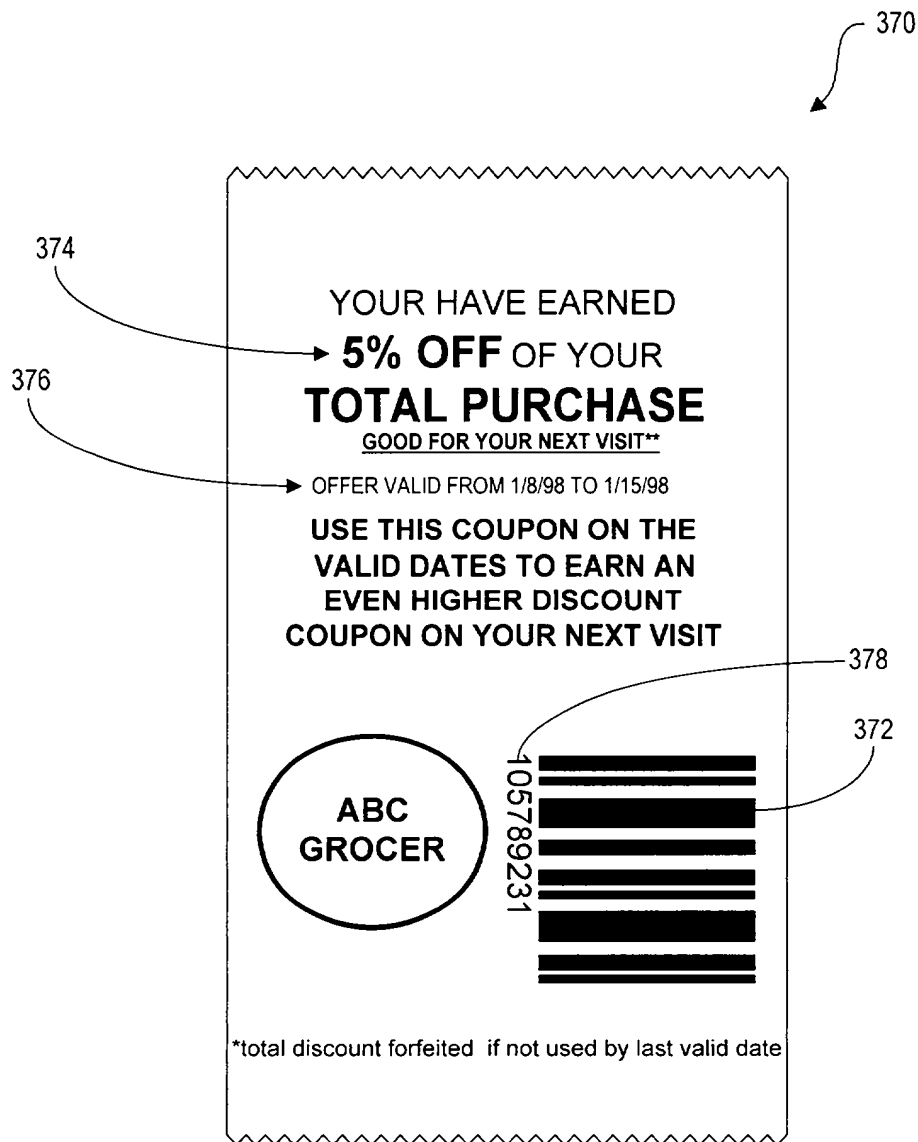 370
374
YOUR HAVE EARNED
5% OFF OF YOUR
376
TOTAL PURCHASE
GOOD FOR YOUR NEXT VISIT**
OFFER VALID FROM 1/8/98 TO 1/15/98
USE THIS COUPON ON THE
VALID DATES TO EARN AN
EVEN HIGHER DISCOUNT
COUPON ON YOUR NEXT VISIT
378
372
ABC
GROCER
105789231
*total discount forfeited if not used by last valid date